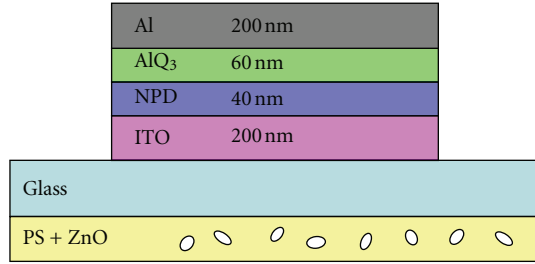 Al 200 nm
AlQ₃ 60 nm
NPD 40 nm
ITO 200 nm
Glass
PS + ZnO